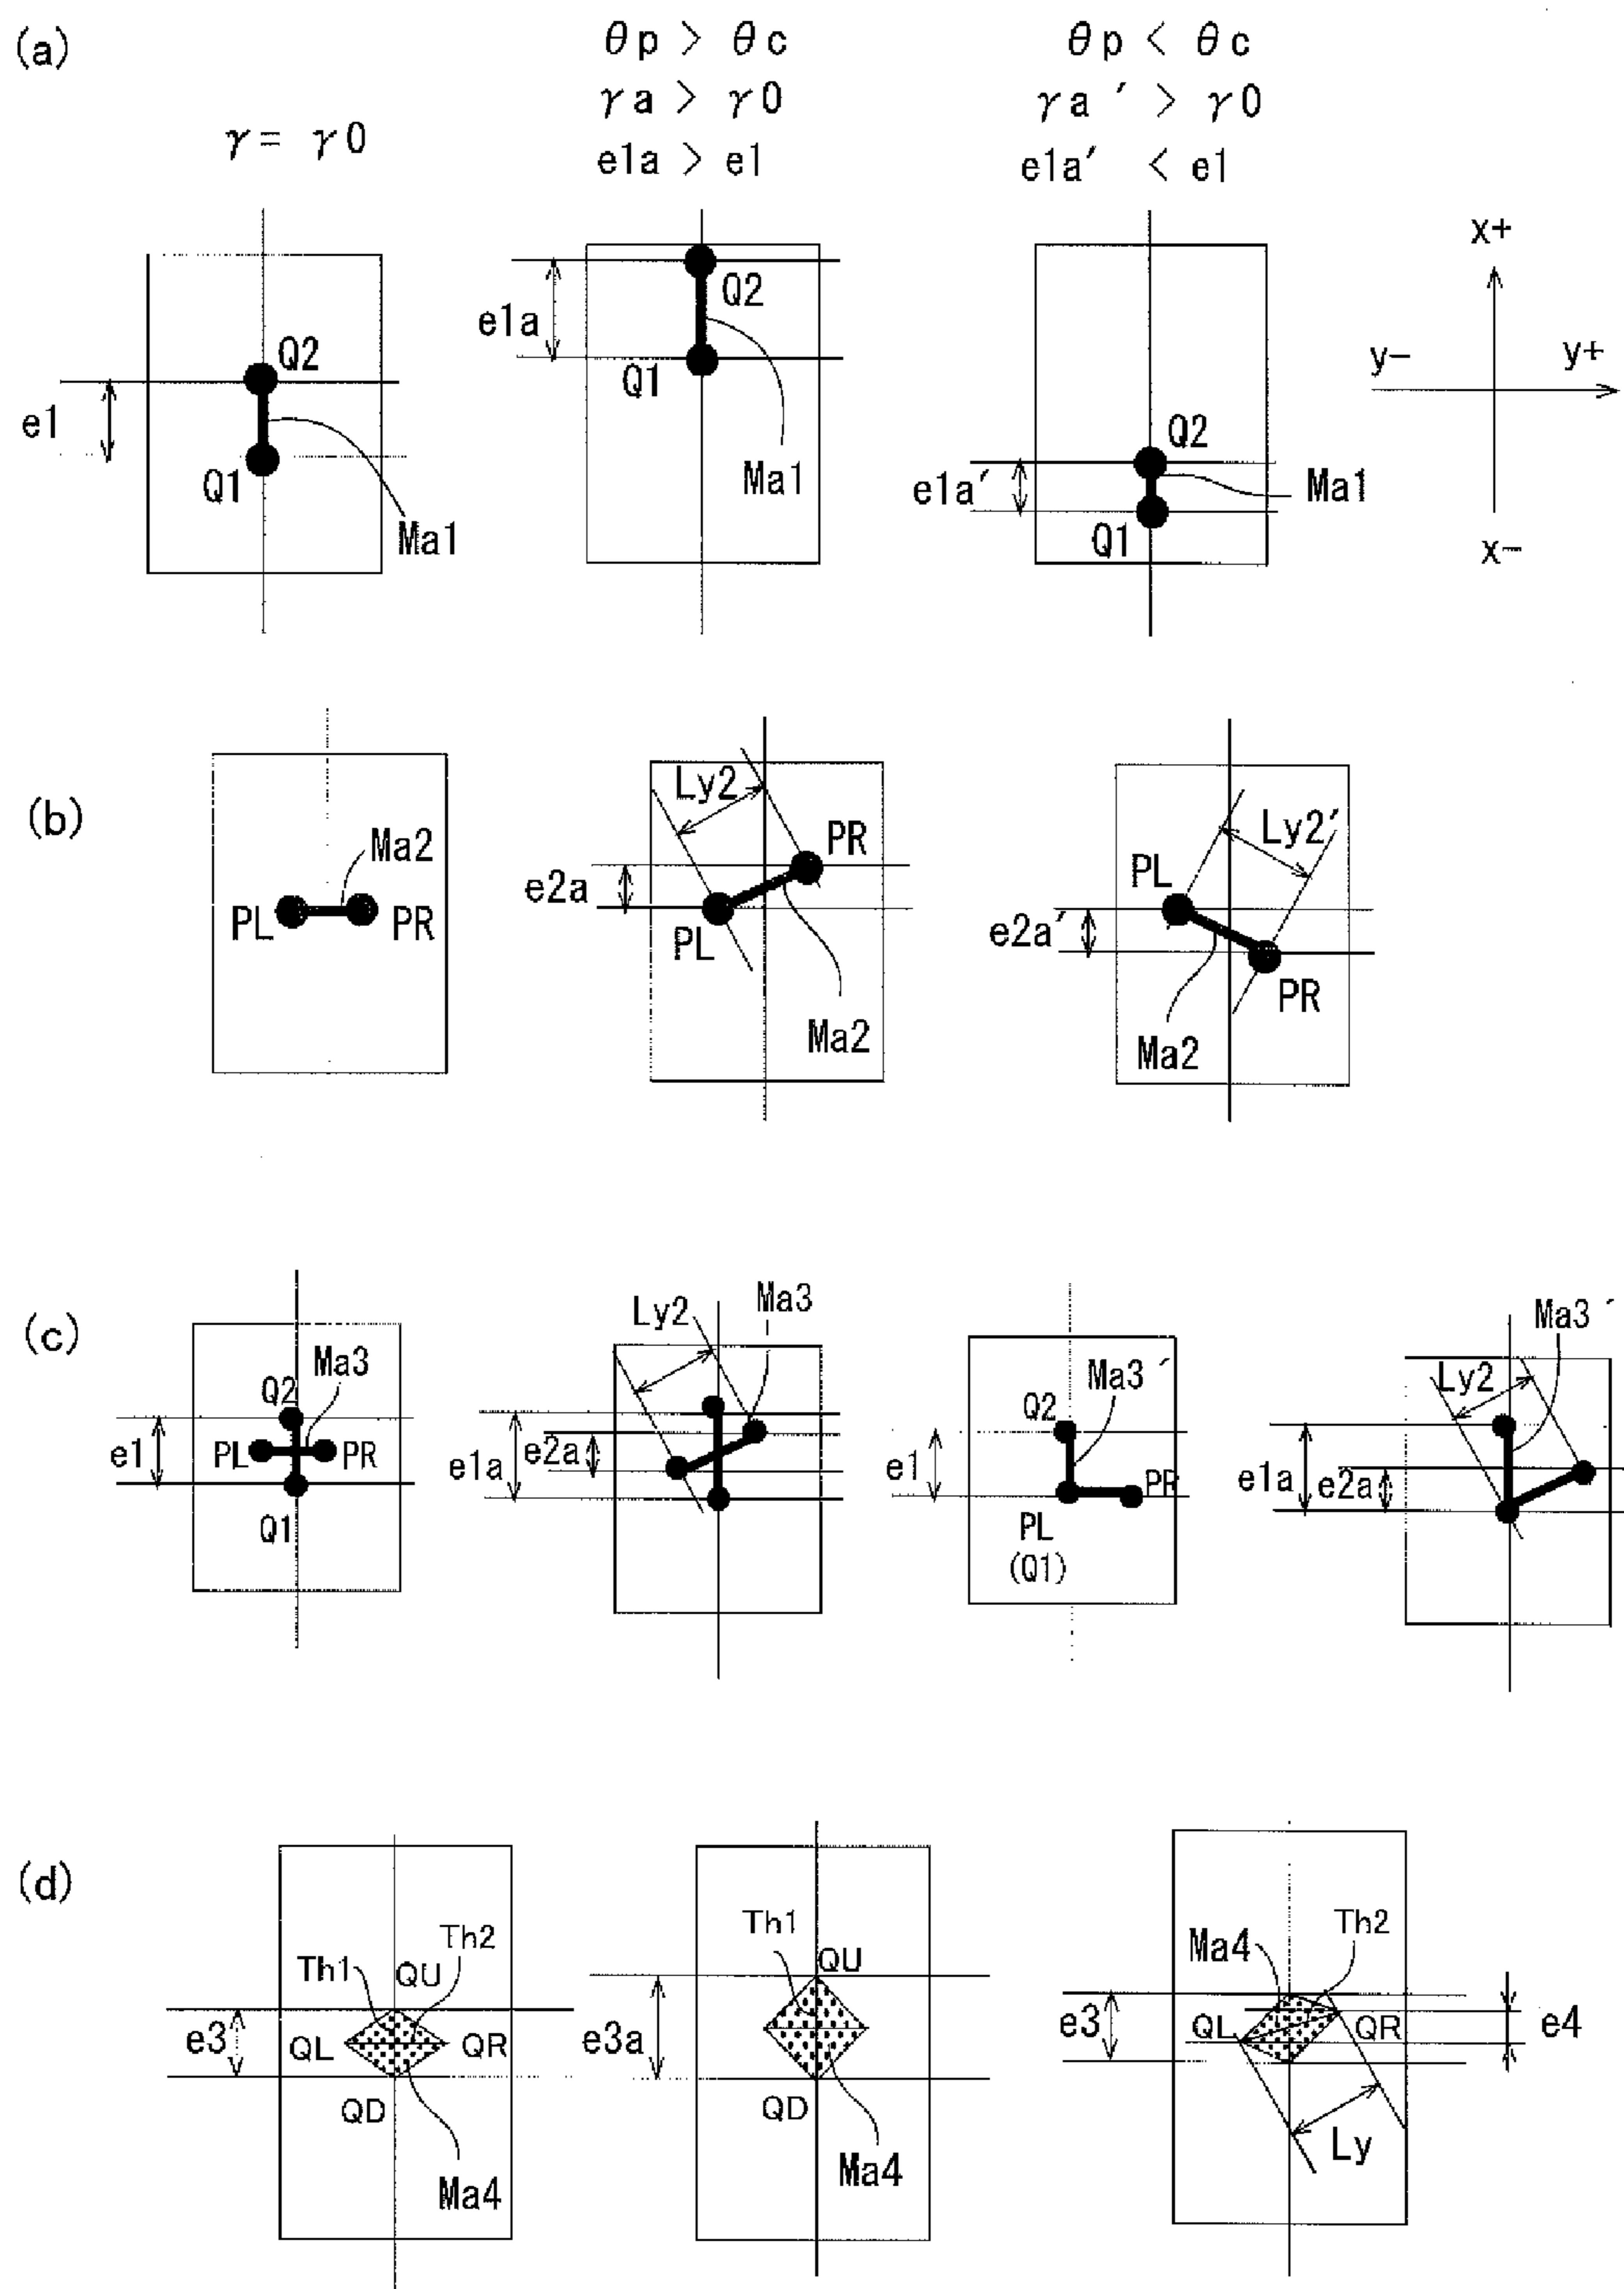 (a)
γ= γ0
θp > θc
γa > γ0
e1a > e1
θp < θc
γa´ > γ0
e1a′ < e1
e1
Q2
Q1
Ma1
e1a
Q2
Q1
Ma1
e1a′
Q2
Q1
Ma1
x+
y-
y+
x-
(b)
PL
Ma2
PR
Ly2
e2a
PR
PL
Ma2
Ly2′
PL
e2a′
PR
Ma2
(c)
Ma3
Q2
e1
PL
PR
Q1
Ly2
Ma3
e1a
e2a
Q2
Ma3´
e1
PR
PL
(Q1)
Ma3´
Ly2
e1a
e2a
(d)
Th1
Th2
QU
e3
QL
QR
QD
Ma4
Th1
QU
e3a
QD
Ma4
Ma4
Th2
e3
QL
QR
e4
Ly